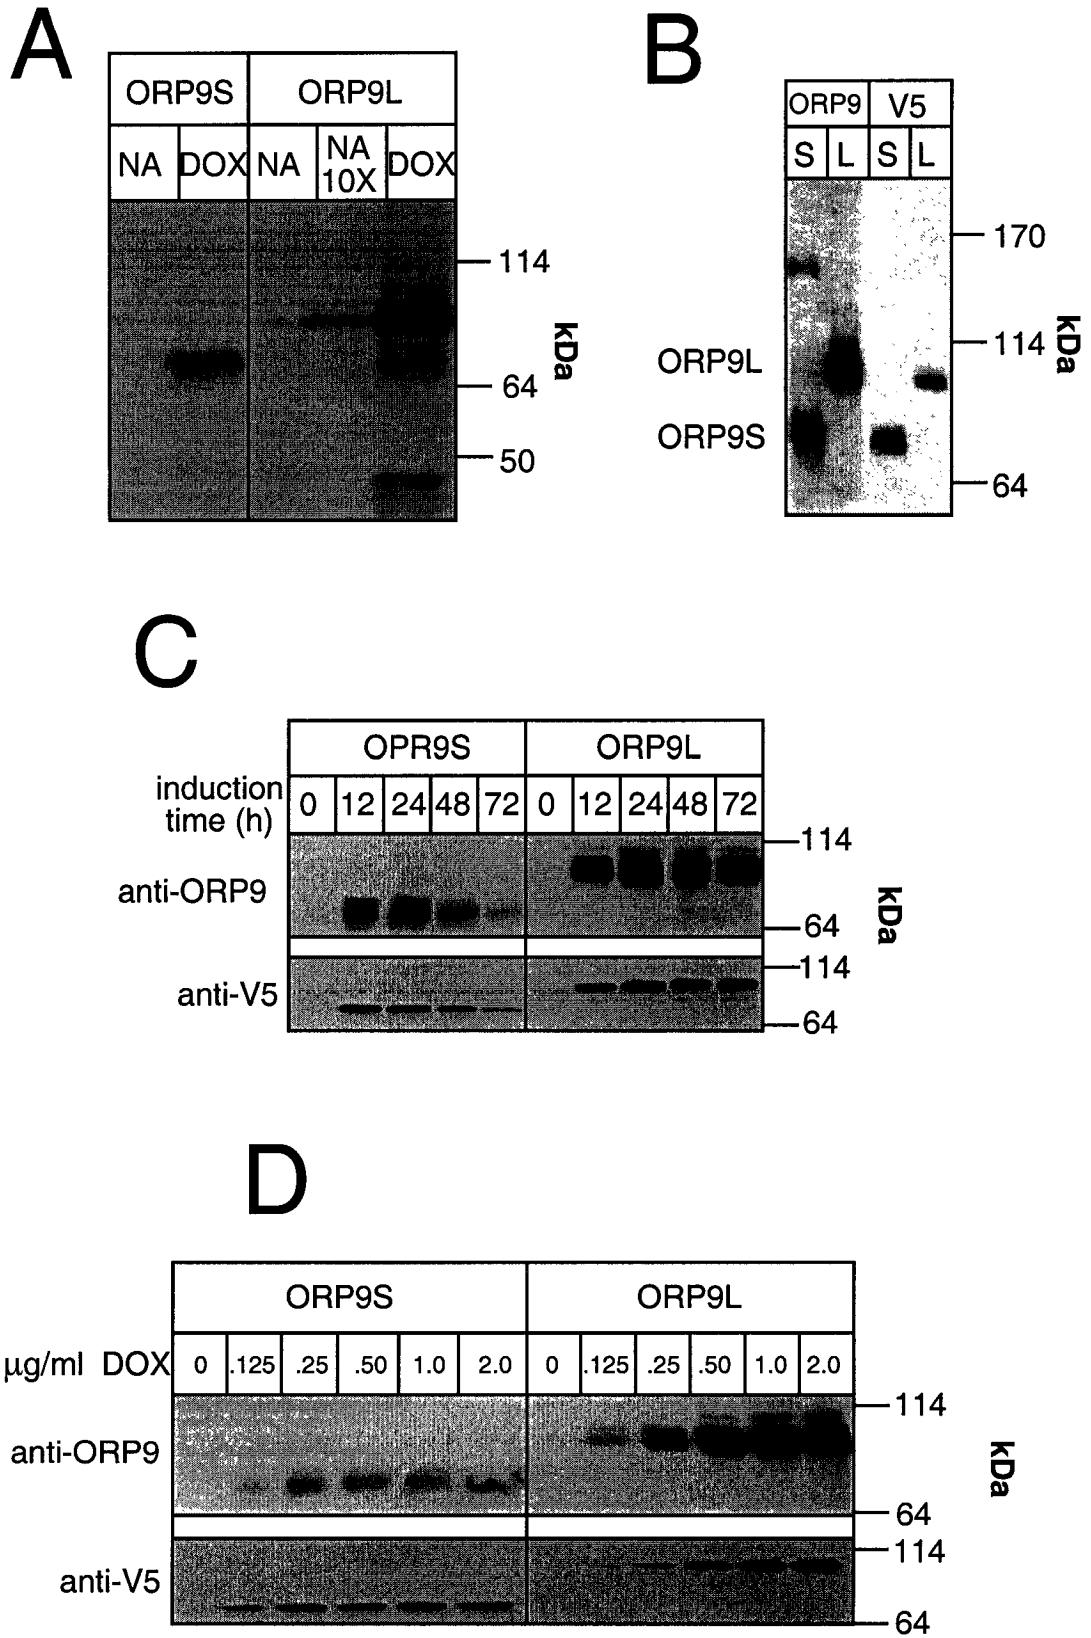 A
ORP9S ORP9L
NA DOX NA NA 10X DOX
114
64
50
kDa
B
ORP9 V5
S L S L
170
114
64
kDa
ORP9L
ORP9S
C
OPR9S ORP9L
induction time (h) 0 12 24 48 72 0 12 24 48 72
anti-ORP9
114
64
kDa
anti-V5
114
64
D
ORP9S ORP9L
µg/ml DOX 0 .125 .25 .50 1.0 2.0 0 .125 .25 .50 1.0 2.0
anti-ORP9
114
64
kDa
anti-V5
114
64